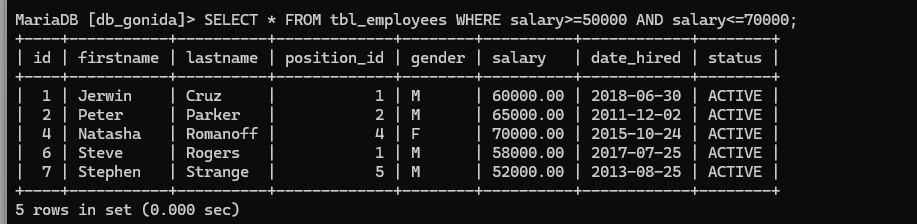 MariaDB [db_gonida]> SELECT * FROM tbl_employees WHERE salary>=50000 AND salary<=70000;
+----+-----------+----------+-------------+--------+----------+------------+--------+
| id | firstname | lastname | position_id | gender | salary   | date_hired | status |
+----+-----------+----------+-------------+--------+----------+------------+--------+
|  1 | Jerwin    | Cruz     |           1 | M      | 60000.00 | 2018-06-30 | ACTIVE |
|  2 | Peter     | Parker   |           2 | M      | 65000.00 | 2011-12-02 | ACTIVE |
|  4 | Natasha   | Romanoff |           4 | F      | 70000.00 | 2015-10-24 | ACTIVE |
|  6 | Steve     | Rogers   |           1 | M      | 58000.00 | 2017-07-25 | ACTIVE |
|  7 | Stephen   | Strange  |           5 | M      | 52000.00 | 2013-08-25 | ACTIVE |
+----+-----------+----------+-------------+--------+----------+------------+--------+
5 rows in set (0.000 sec)